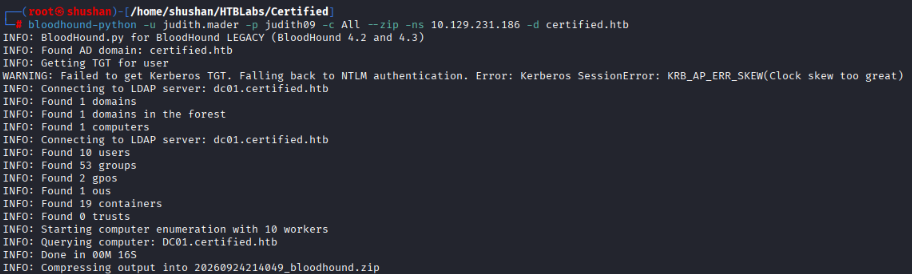 ┌──(root㉿shushan)-[/home/shushan/HTBLabs/Certified]
└─# bloodhound-python -u judith.mader -p judith09 -c All --zip -ns 10.129.231.186 -d certified.htb
INFO: BloodHound.py for BloodHound LEGACY (BloodHound 4.2 and 4.3)
INFO: Found AD domain: certified.htb
INFO: Getting TGT for user
WARNING: Failed to get Kerberos TGT. Falling back to NTLM authentication. Error: Kerberos SessionError: KRB_AP_ERR_SKEW(Clock skew too great)
INFO: Connecting to LDAP server: dc01.certified.htb
INFO: Found 1 domains
INFO: Found 1 domains in the forest
INFO: Found 1 computers
INFO: Connecting to LDAP server: dc01.certified.htb
INFO: Found 10 users
INFO: Found 53 groups
INFO: Found 2 gpos
INFO: Found 1 ous
INFO: Found 19 containers
INFO: Found 0 trusts
INFO: Starting computer enumeration with 10 workers
INFO: Querying computer: DC01.certified.htb
INFO: Done in 00M 16S
INFO: Compressing output into 20260924214049_bloodhound.zip